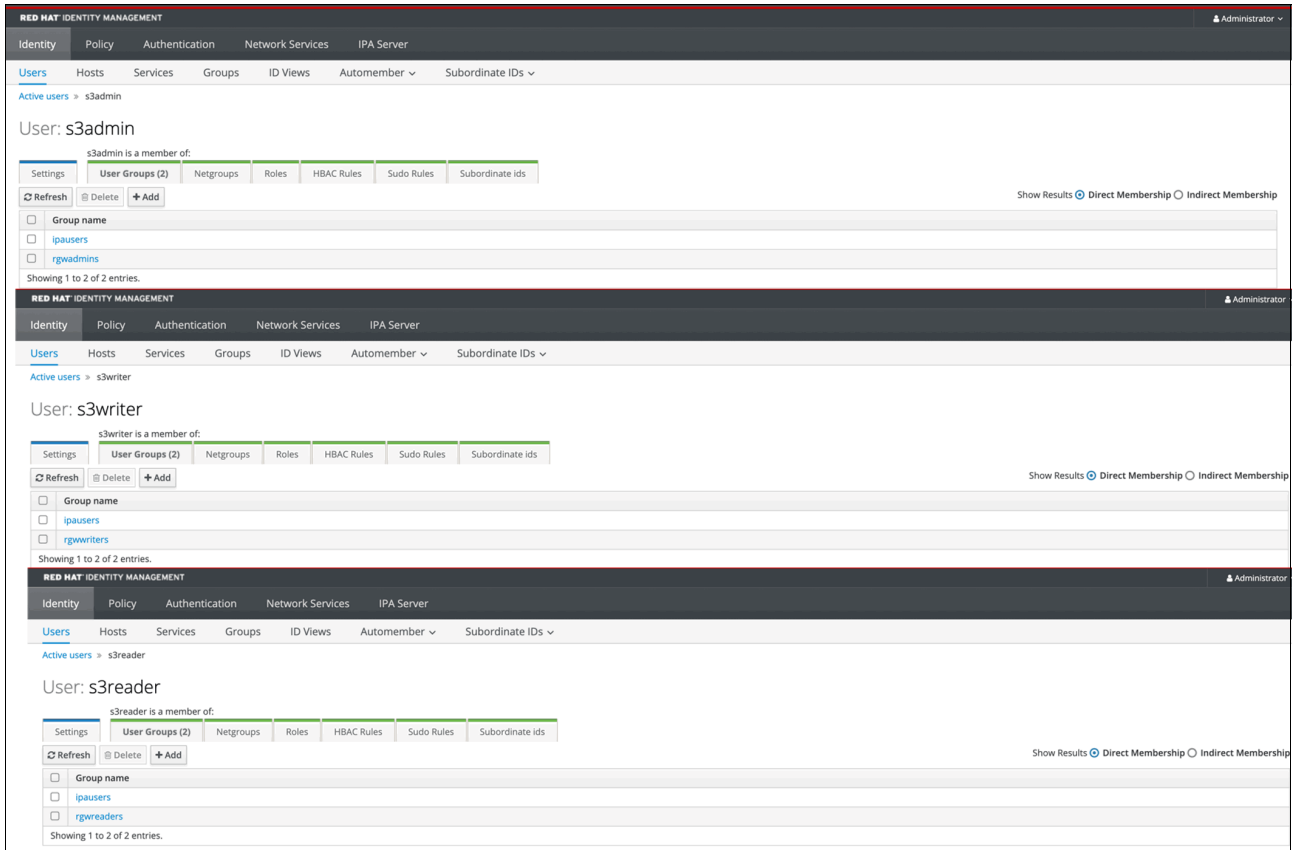 RED HAT IDENTITY MANAGEMENT Administrator
Identity Policy Authentication Network Services IPA Server
Users Hosts Services Groups ID Views Automember Subordinate IDs
Active users » s3admin
User: s3admin
s3admin is a member of:
Settings User Groups (2) Netgroups Roles HBAC Rules Sudo Rules Subordinate ids
Refresh Delete + Add Show Results Direct Membership Indirect Membership
Group name
ipausers
rgwadmins
Showing 1 to 2 of 2 entries.
RED HAT IDENTITY MANAGEMENT Administrator
Identity Policy Authentication Network Services IPA Server
Users Hosts Services Groups ID Views Automember Subordinate IDs
Active users » s3writer
User: s3writer
s3writer is a member of:
Settings User Groups (2) Netgroups Roles HBAC Rules Sudo Rules Subordinate ids
Refresh Delete + Add Show Results Direct Membership Indirect Membership
Group name
ipausers
rgwwriters
Showing 1 to 2 of 2 entries.
RED HAT IDENTITY MANAGEMENT Administrator
Identity Policy Authentication Network Services IPA Server
Users Hosts Services Groups ID Views Automember Subordinate IDs
Active users » s3reader
User: s3reader
s3reader is a member of:
Settings User Groups (2) Netgroups Roles HBAC Rules Sudo Rules Subordinate ids
Refresh Delete + Add Show Results Direct Membership Indirect Membership
Group name
ipausers
rgwreaders
Showing 1 to 2 of 2 entries.